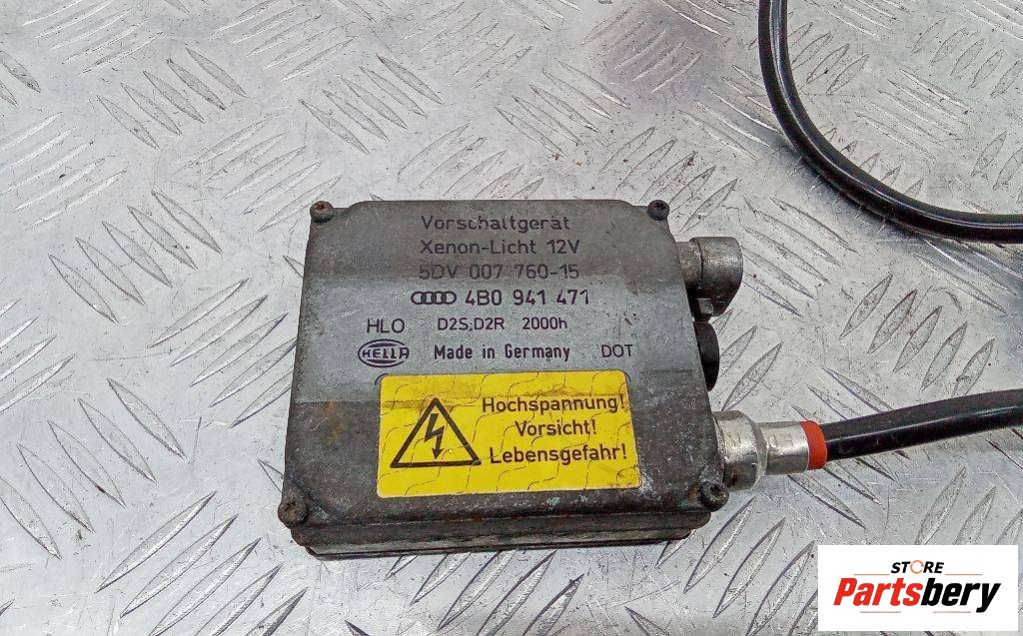 Vorschaltgerät
Xenon-Licht 12V
5DV 007 760-15
4B0 941 471
HLO D2S,D2R 2000h
HELLA Made in Germany DOT
Hochspannung!
Vorsicht!
Lebensgefahr!
STORE
Partsbery